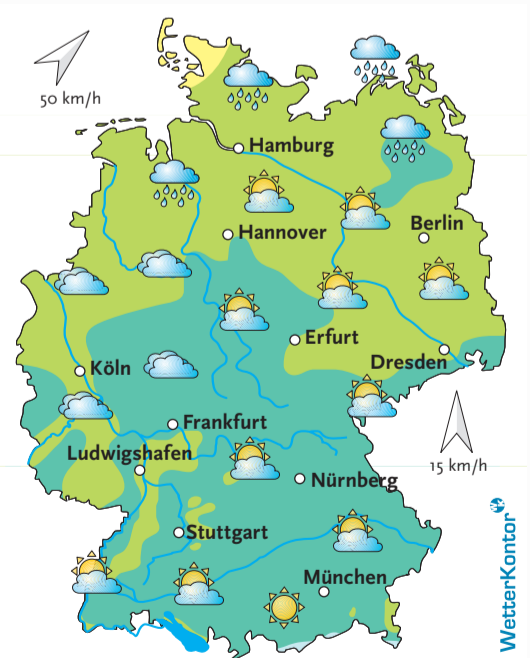 50 km/h
Hamburg
Hannover
Berlin
Erfurt
Dresden
Köln
Frankfurt
Ludwigshafen
15 km/h
Nürnberg
Stuttgart
München
WetterKontor